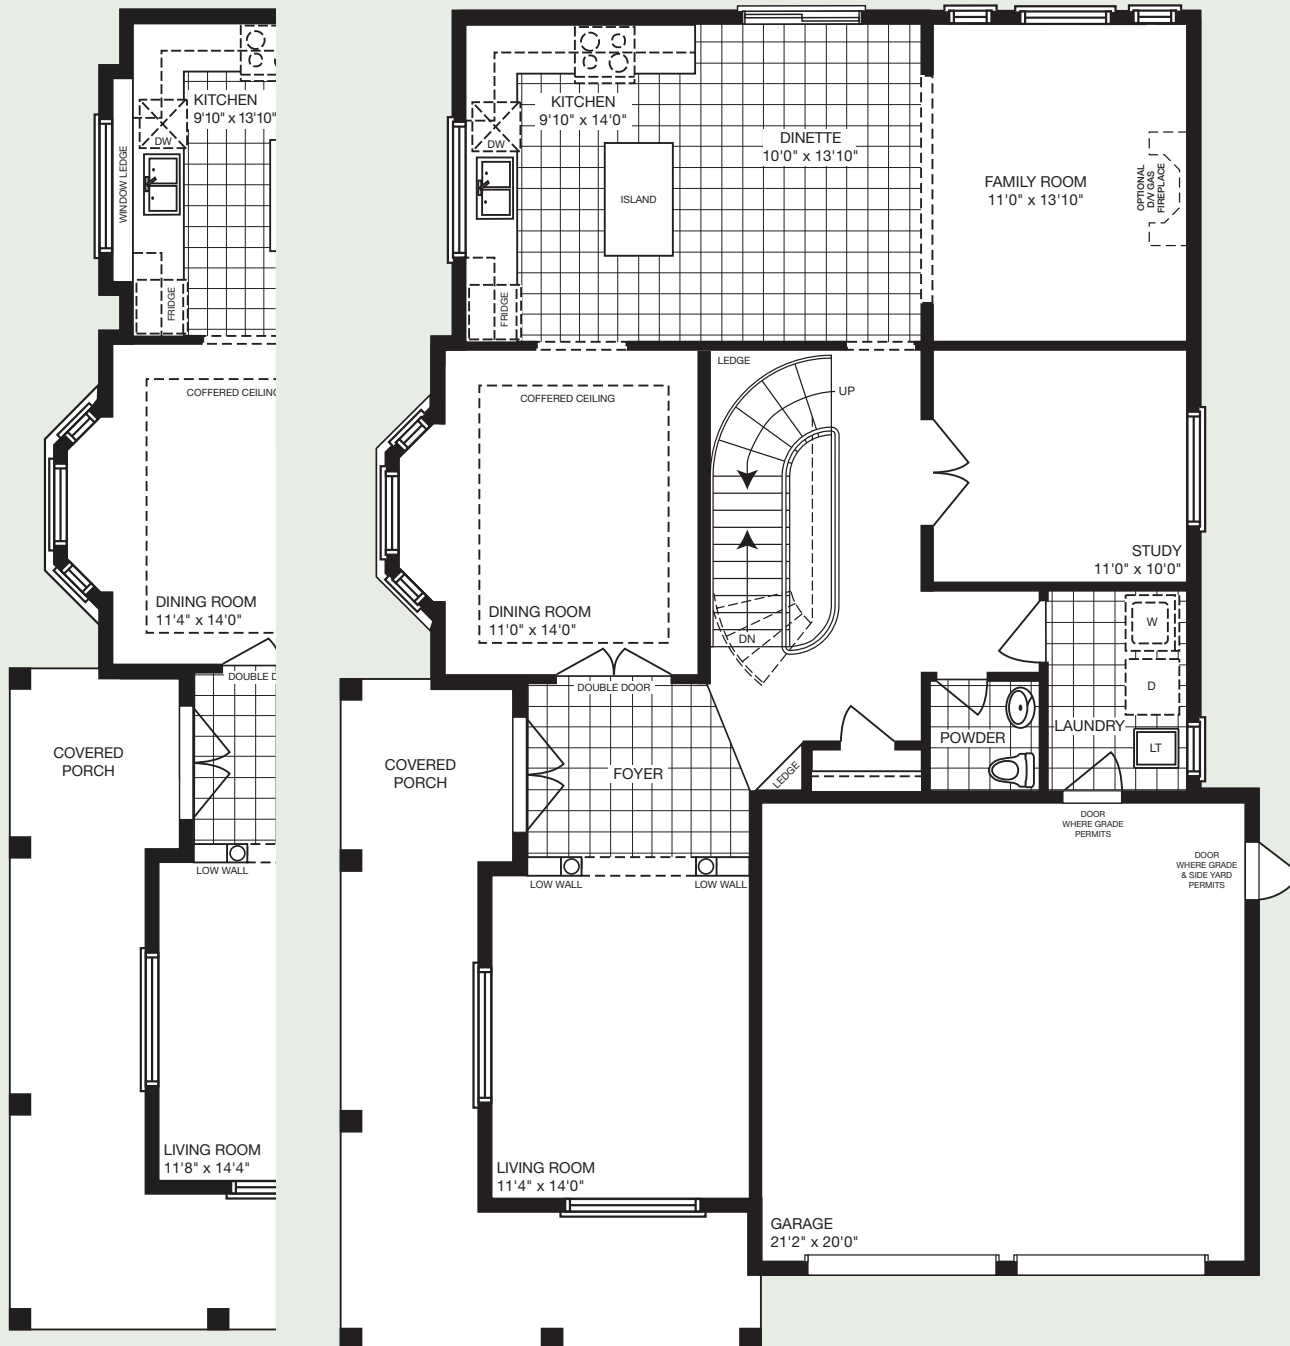 KITCHEN
9'10" x 13'10"
DW
WINDOW LEDGE
FRIDGE
COFFERED CEILING
DINING ROOM
11'4" x 14'0"
DOUBLE D
COVERED
PORCH
LOW WALL
LIVING ROOM
11'8" x 14'4"
KITCHEN
9'10" x 14'0"
DW
ISLAND
FRIDGE
DINETTE
10'0" x 13'10"
FAMILY ROOM
11'0" x 13'10"
OPTIONAL
D/V GAS
FIREPLACE
COFFERED CEILING
DINING ROOM
11'0" x 14'0"
LEDGE
UP
DN
STUDY
11'0" x 10'0"
W
D
LT
LAUNDRY
POWDER
DOUBLE DOOR
FOYER
LEDGE
COVERED
PORCH
LOW WALL
LOW WALL
DOOR
WHERE GRADE
PERMITS
DOOR
WHERE GRADE
& SIDE YARD
PERMITS
LIVING ROOM
11'4" x 14'0"
GARAGE
21'2" x 20'0"